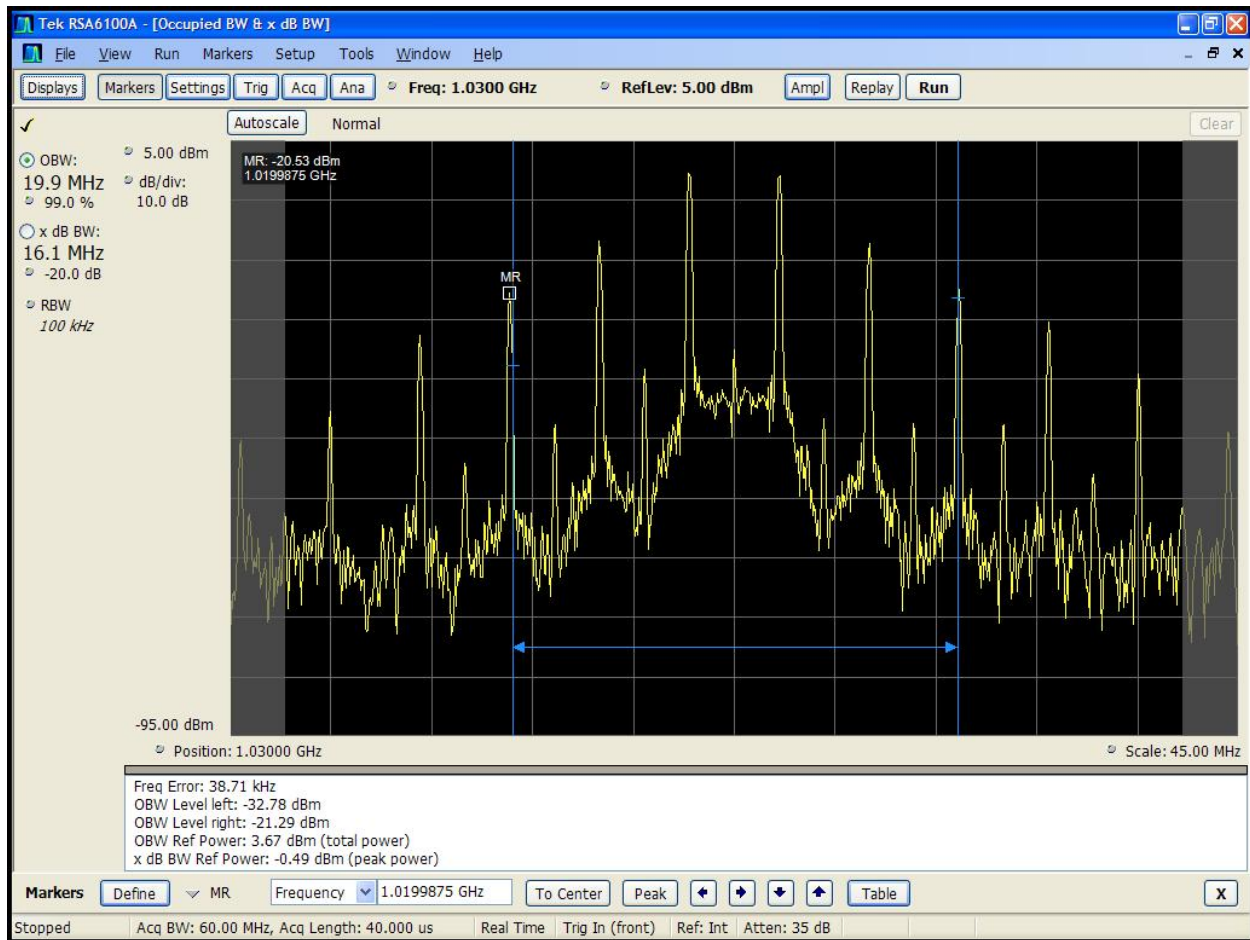 Tek RSA6100A - [Occupied BW & x dB BW]
File View Run Markers Setup Tools Window Help
Displays Markers Settings Trig Acq Ana Freq: 1.0300 GHz RefLev: 5.00 dBm Ampl Replay Run
Autoscale Normal Clear
OBW:
19.9 MHz
99.0 %
x dB BW:
16.1 MHz
-20.0 dB
RBW
100 kHz
5.00 dBm
dB/div:
10.0 dB
MR: -20.53 dBm
1.0199875 GHz
MR
-95.00 dBm
Position: 1.03000 GHz Scale: 45.00 MHz
Freq Error: 38.71 kHz
OBW Level left: -32.78 dBm
OBW Level right: -21.29 dBm
OBW Ref Power: 3.67 dBm (total power)
x dB BW Ref Power: -0.49 dBm (peak power)
Markers Define MR Frequency 1.0199875 GHz To Center Peak Table X
Stopped Acq BW: 60.00 MHz, Acq Length: 40.000 us Real Time Trig In (front) Ref: Int Atten: 35 dB